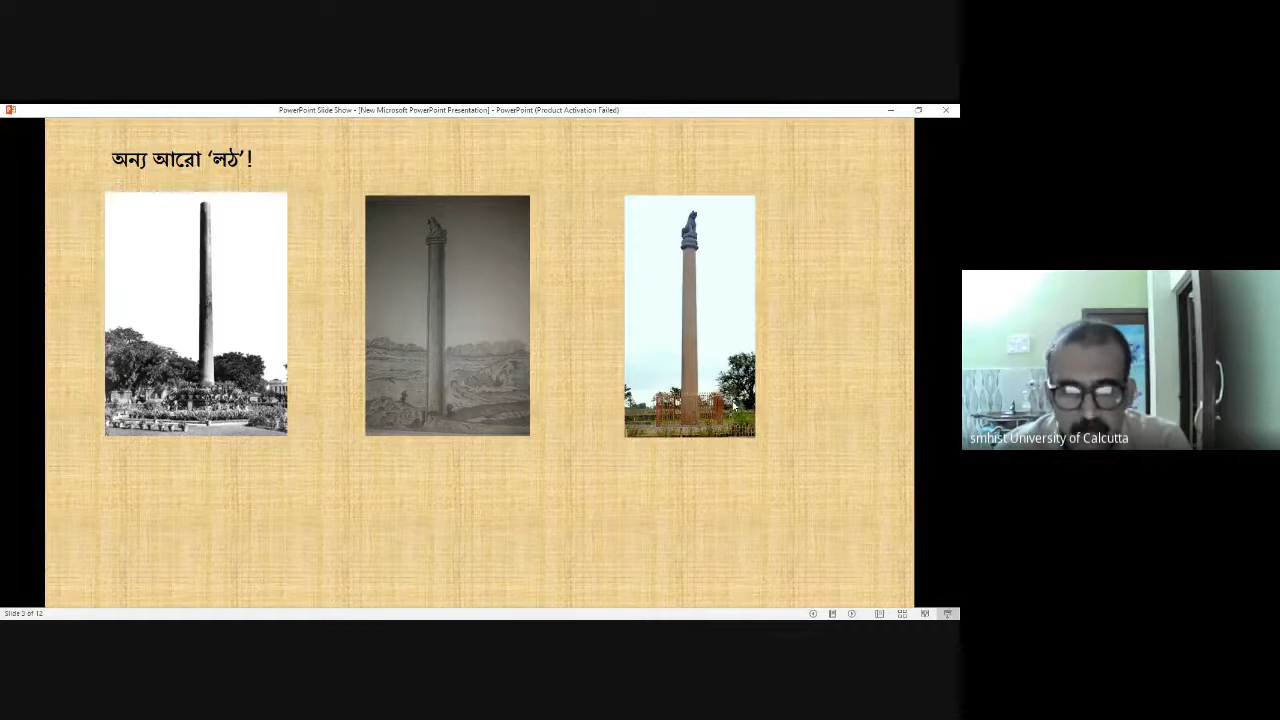 PowerPoint Slide Show - [New Microsoft PowerPoint Presentation] - PowerPoint (Product Activation Failed)
অন্য আরো ‘লঠ’!
smhist University of Calcutta
Slide 3 of 12